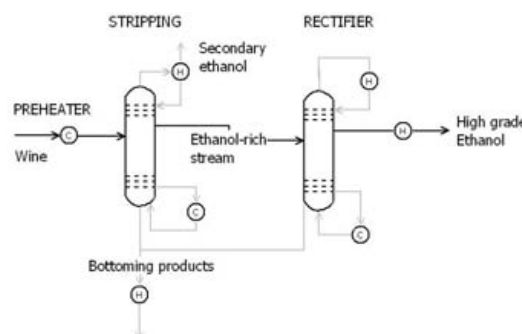 STRIPPING
RECTIFIER
Secondary
ethanol
H
H
PREHEATER
C
Wine
Ethanol-rich
stream
H
High grade
Ethanol
C
C
Bottoming products
H